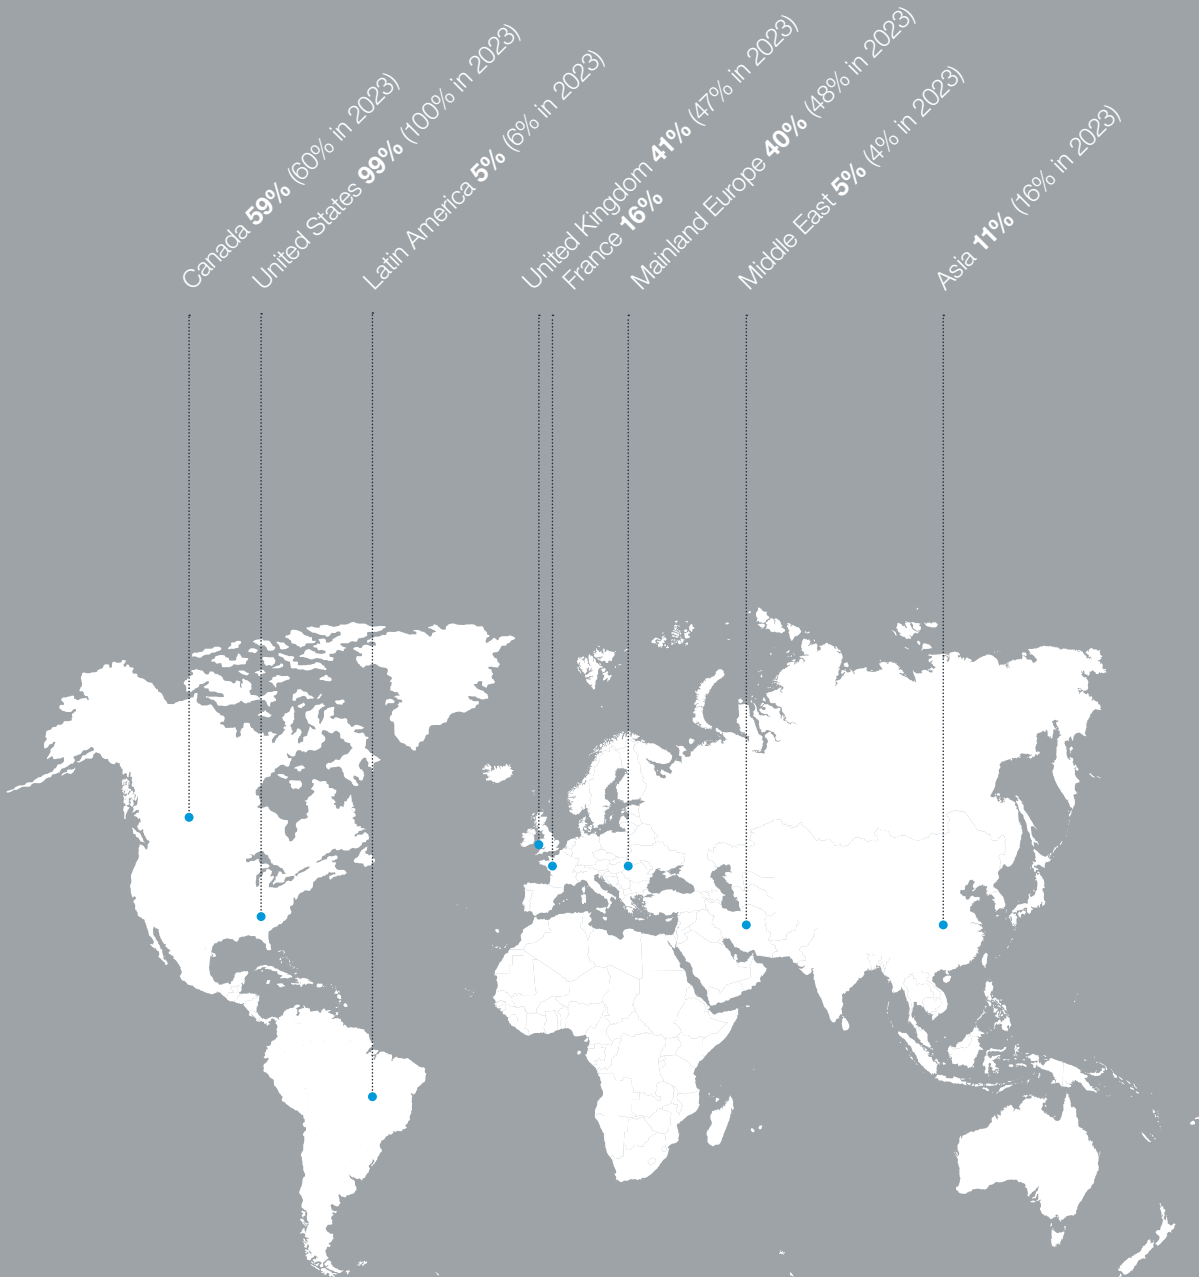 Canada 59% (60% in 2023)
United States 99% (100% in 2023)
Latin America 5% (6% in 2023)
United Kingdom 41% (47% in 2023)
France 16%
Mainland Europe 40% (48% in 2023)
Middle East 5% (4% in 2023)
Asia 11% (16% in 2023)